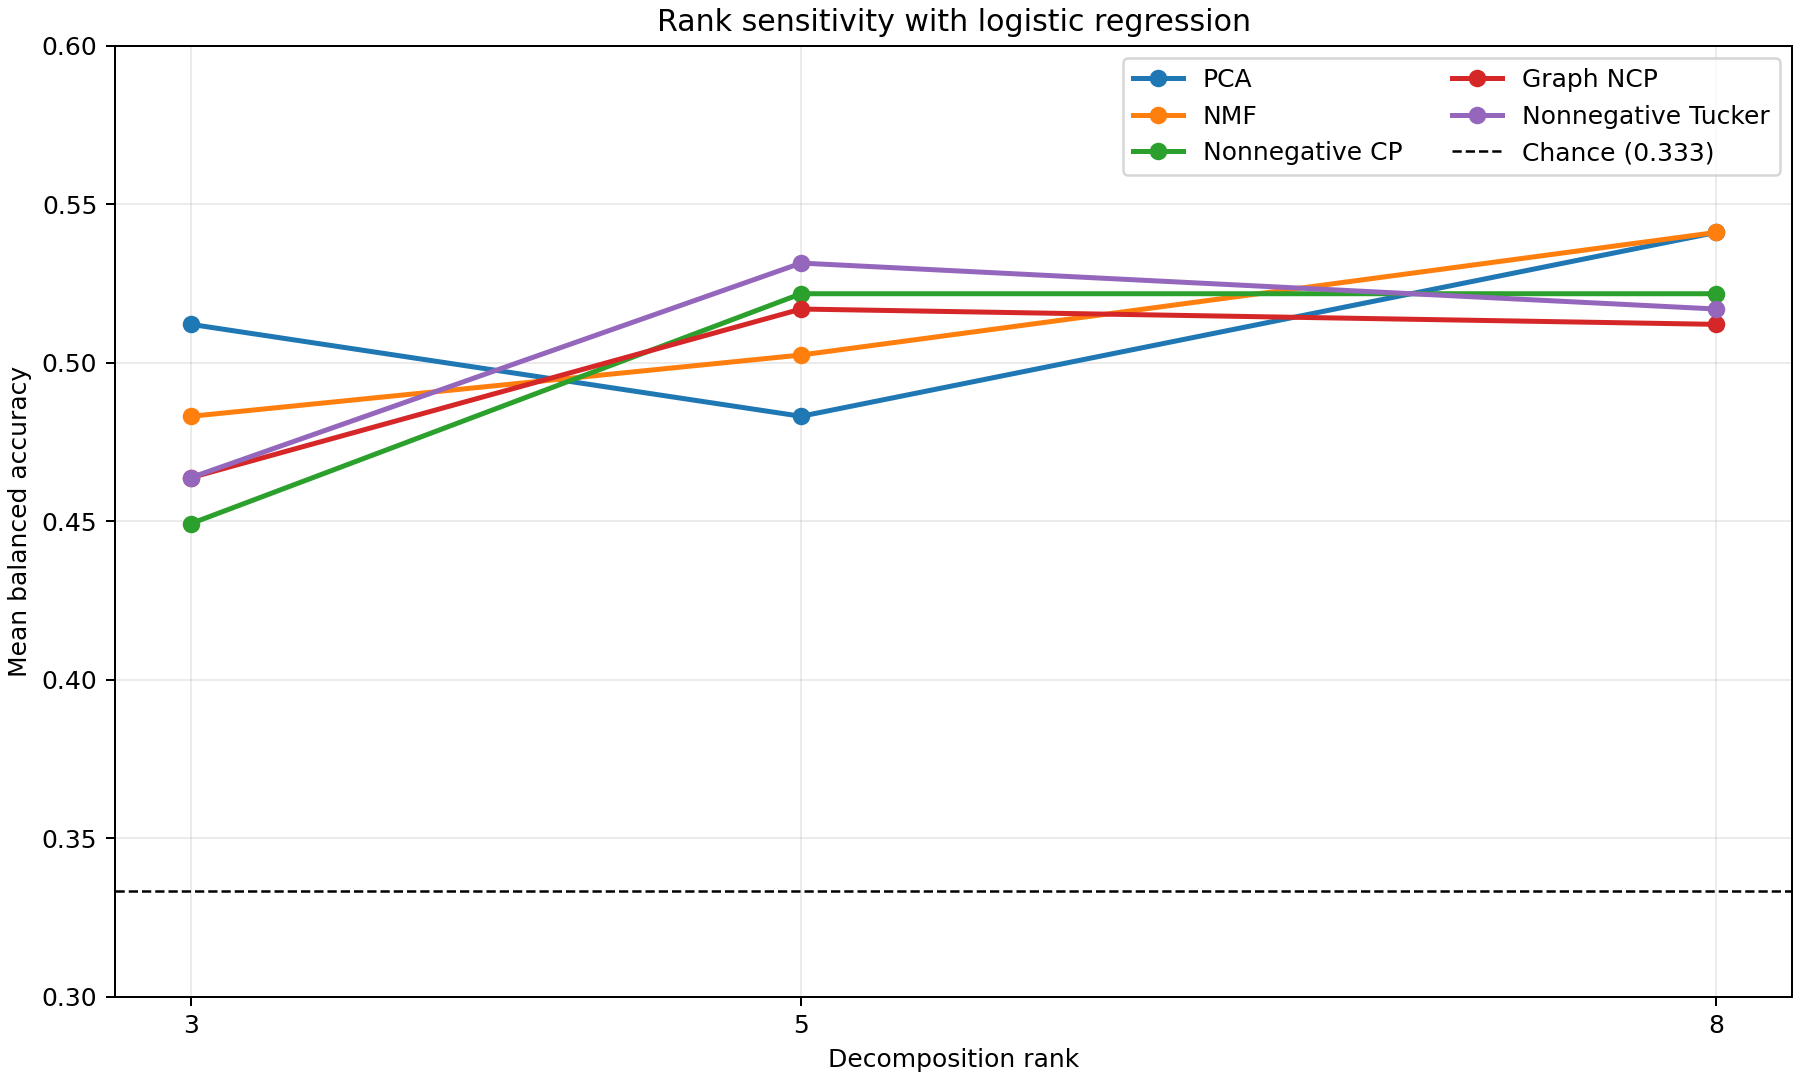 Rank sensitivity with logistic regression
0.60
0.55
0.50
0.45
0.40
0.35
0.30
Mean balanced accuracy
PCA
NMF
Nonnegative CP
Graph NCP
Nonnegative Tucker
Chance (0.333)
3
5
8
Decomposition rank